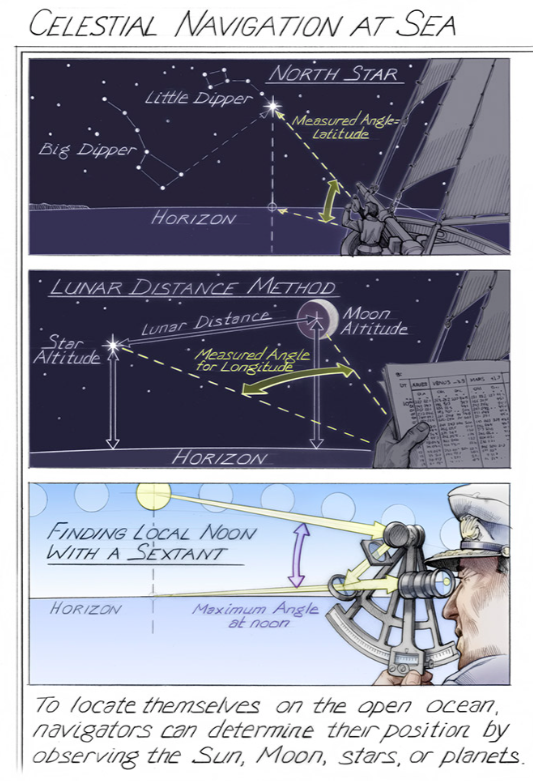 Celestial Navigation at Sea
North Star
Little Dipper
Measured Angle=
Latitude
Big Dipper
Horizon
Lunar Distance Method
Lunar Distance
Moon
Altitude
Star
Altitude
Measured Angle
for Longitude
Horizon
Finding Local Noon
With a Sextant
Horizon
Maximum Angle
at noon
To locate themselves on the open ocean,
navigators can determine their position by
observing the Sun, Moon, stars, or planets.